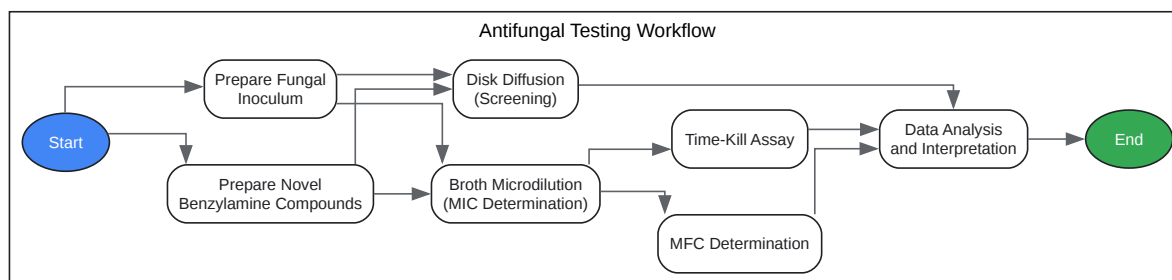 Antifungal Testing Workflow
Start
Prepare Fungal
Inoculum
Prepare Novel
Benzylamine Compounds
Disk Diffusion
(Screening)
Broth Microdilution
(MIC Determination)
Time-Kill Assay
MFC Determination
Data Analysis
and Interpretation
End